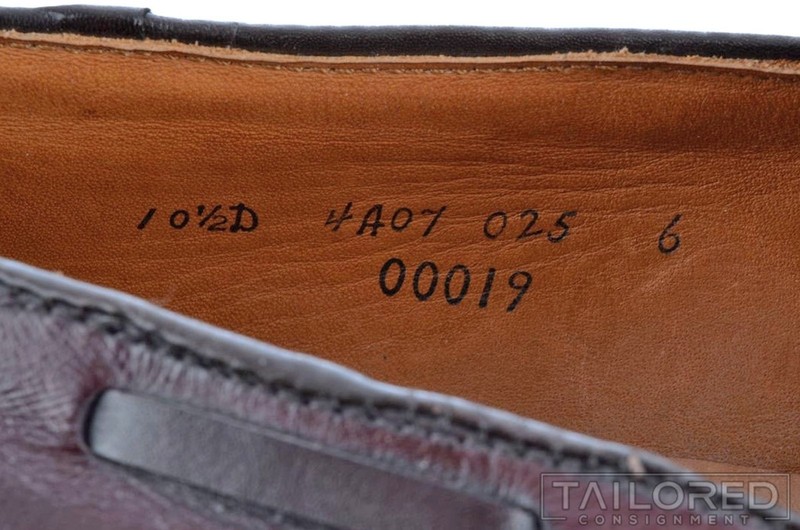 10½D 4A07 025 6
00019
TAILORED
CONSIGNMENT